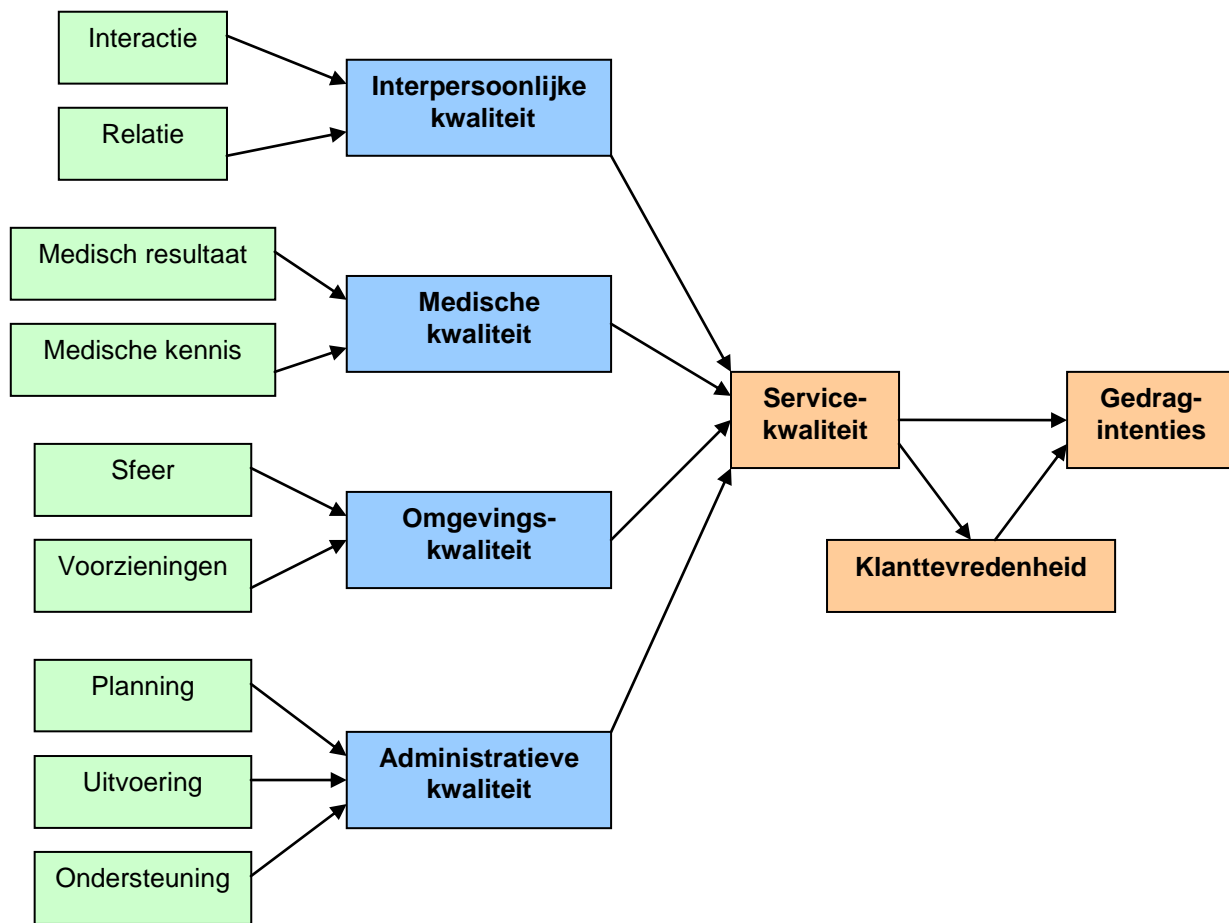 Interactie
Relatie
Interpersoonlijke
kwaliteit
Medisch resultaat
Medische kennis
Medische
kwaliteit
Sfeer
Voorzieningen
Omgevings-
kwaliteit
Planning
Uitvoering
Ondersteuning
Administratieve
kwaliteit
Service-
kwaliteit
Gedrag-
intenties
Klanttevredenheid